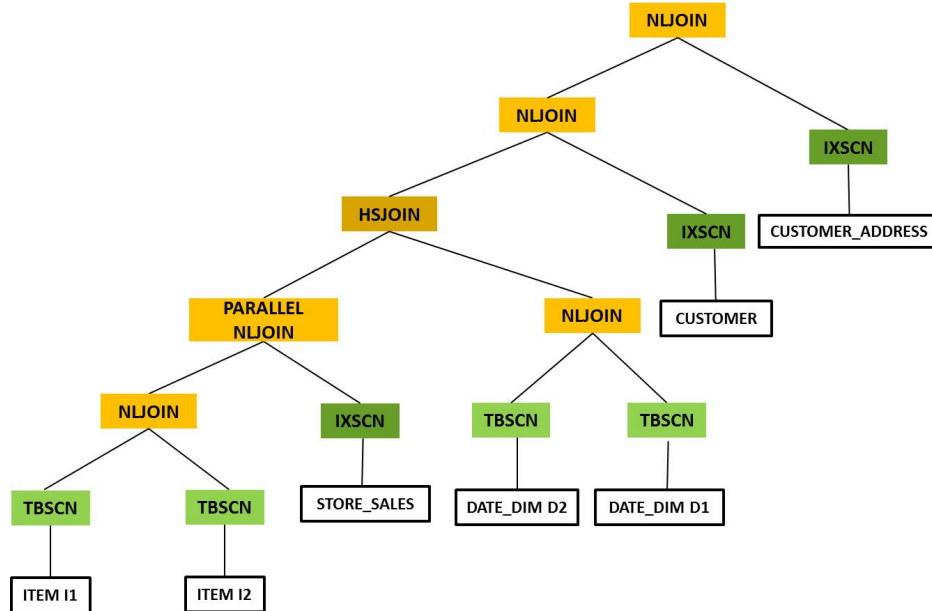 NLJOIN
NLJOIN
IXSCN
HSJOIN
IXSCN
CUSTOMER_ADDRESS
PARALLEL
NLJOIN
NLJOIN
CUSTOMER
NLJOIN
IXSCN
TBSCN
TBSCN
TBSCN
TBSCN
STORE_SALES
DATE_DIM D2
DATE_DIM D1
ITEM I1
ITEM I2